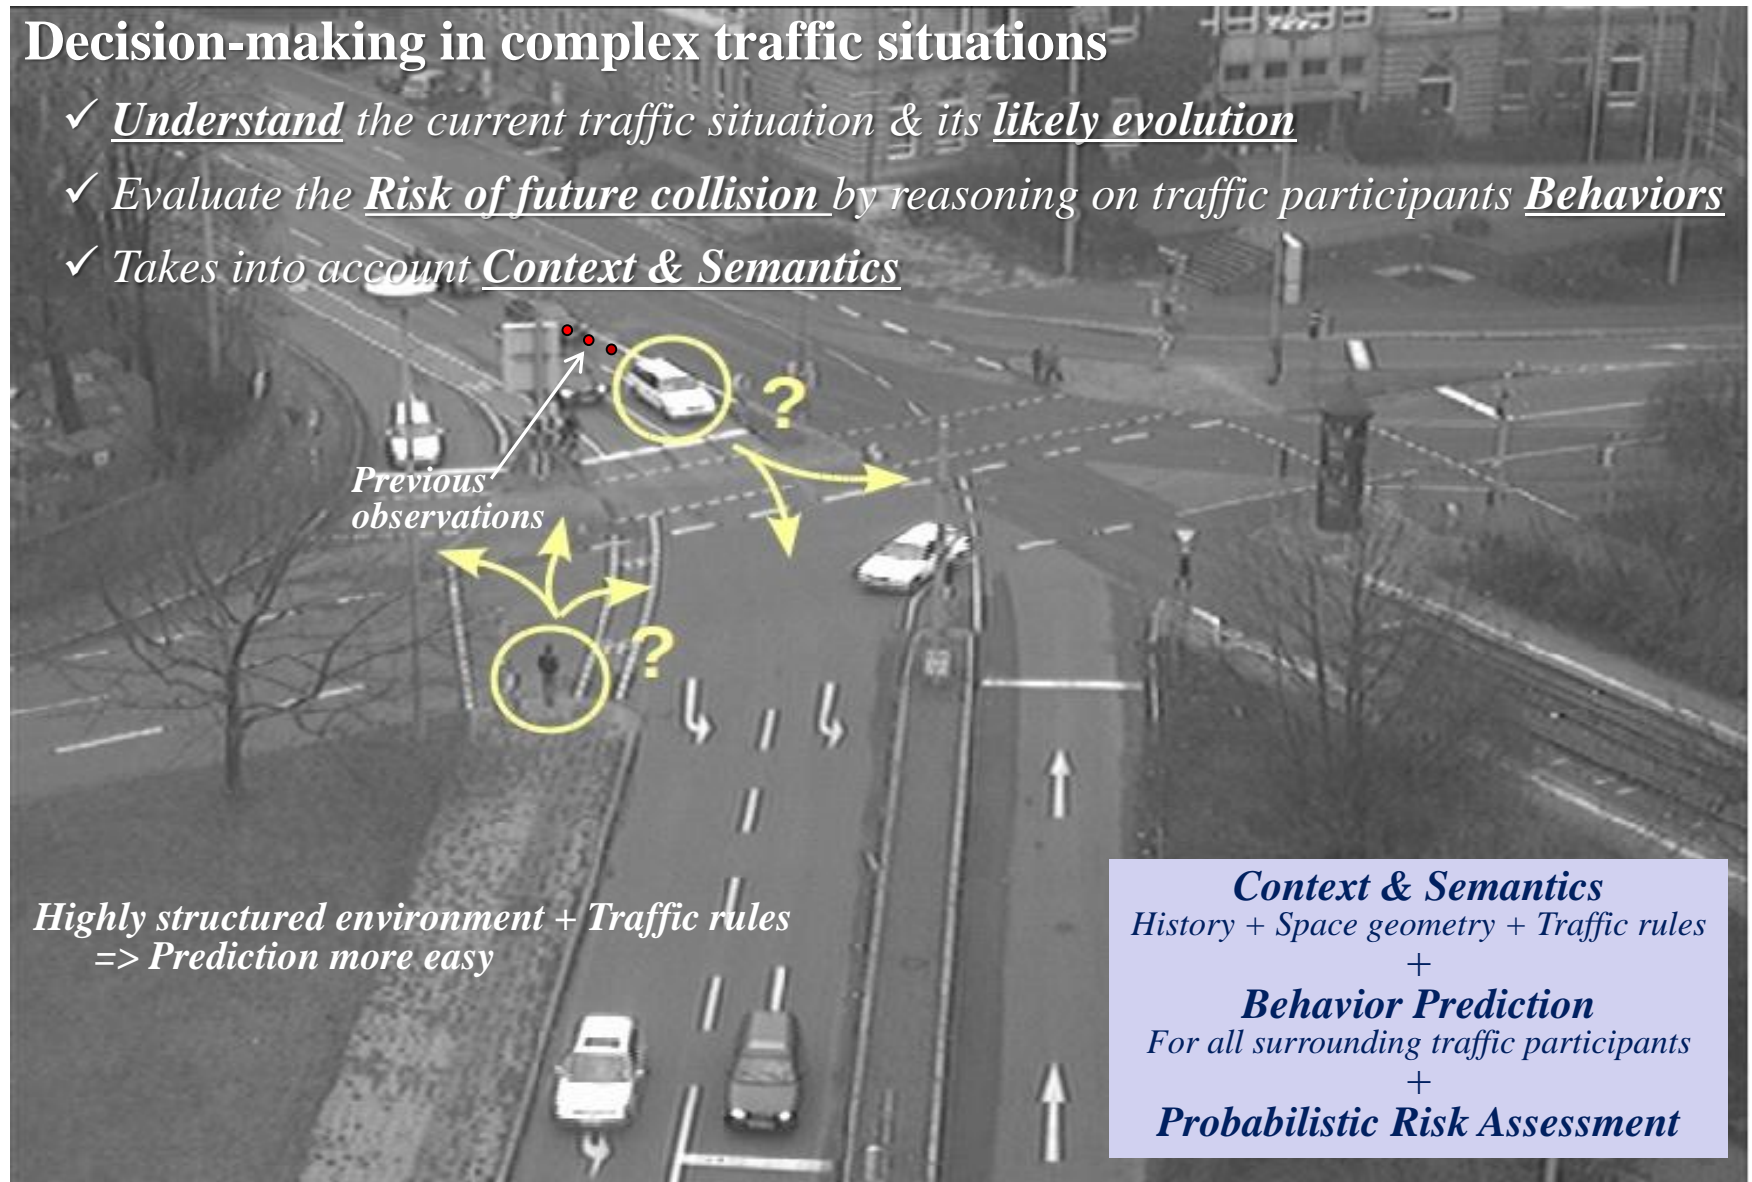 Decision-making in complex traffic situations
✓ Understand the current traffic situation & its likely evolution
✓ Evaluate the Risk of future collision by reasoning on traffic participants Behaviors
✓ Takes into account Context & Semantics
?
Previous
observations
?
Highly structured environment + Traffic rules
=> Prediction more easy
Context & Semantics
History + Space geometry + Traffic rules
+
Behavior Prediction
For all surrounding traffic participants
+
Probabilistic Risk Assessment